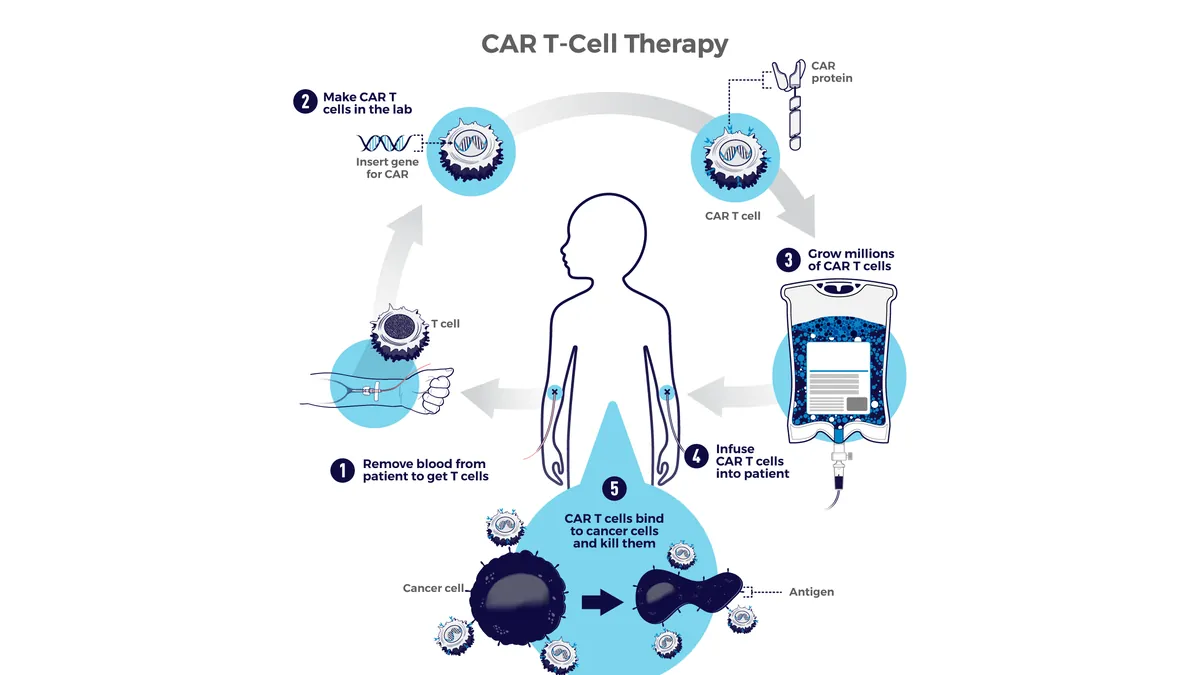 CAR T-Cell Therapy
CAR
protein
2 Make CAR T
cells in the lab
Insert gene
for CAR
CAR T cell
3 Grow millions
of CAR T cells
T cell
1 Remove blood from
patient to get T cells
4 Infuse
CAR T cells
into patient
5
CAR T cells bind
to cancer cells
and kill them
Cancer cell
Antigen